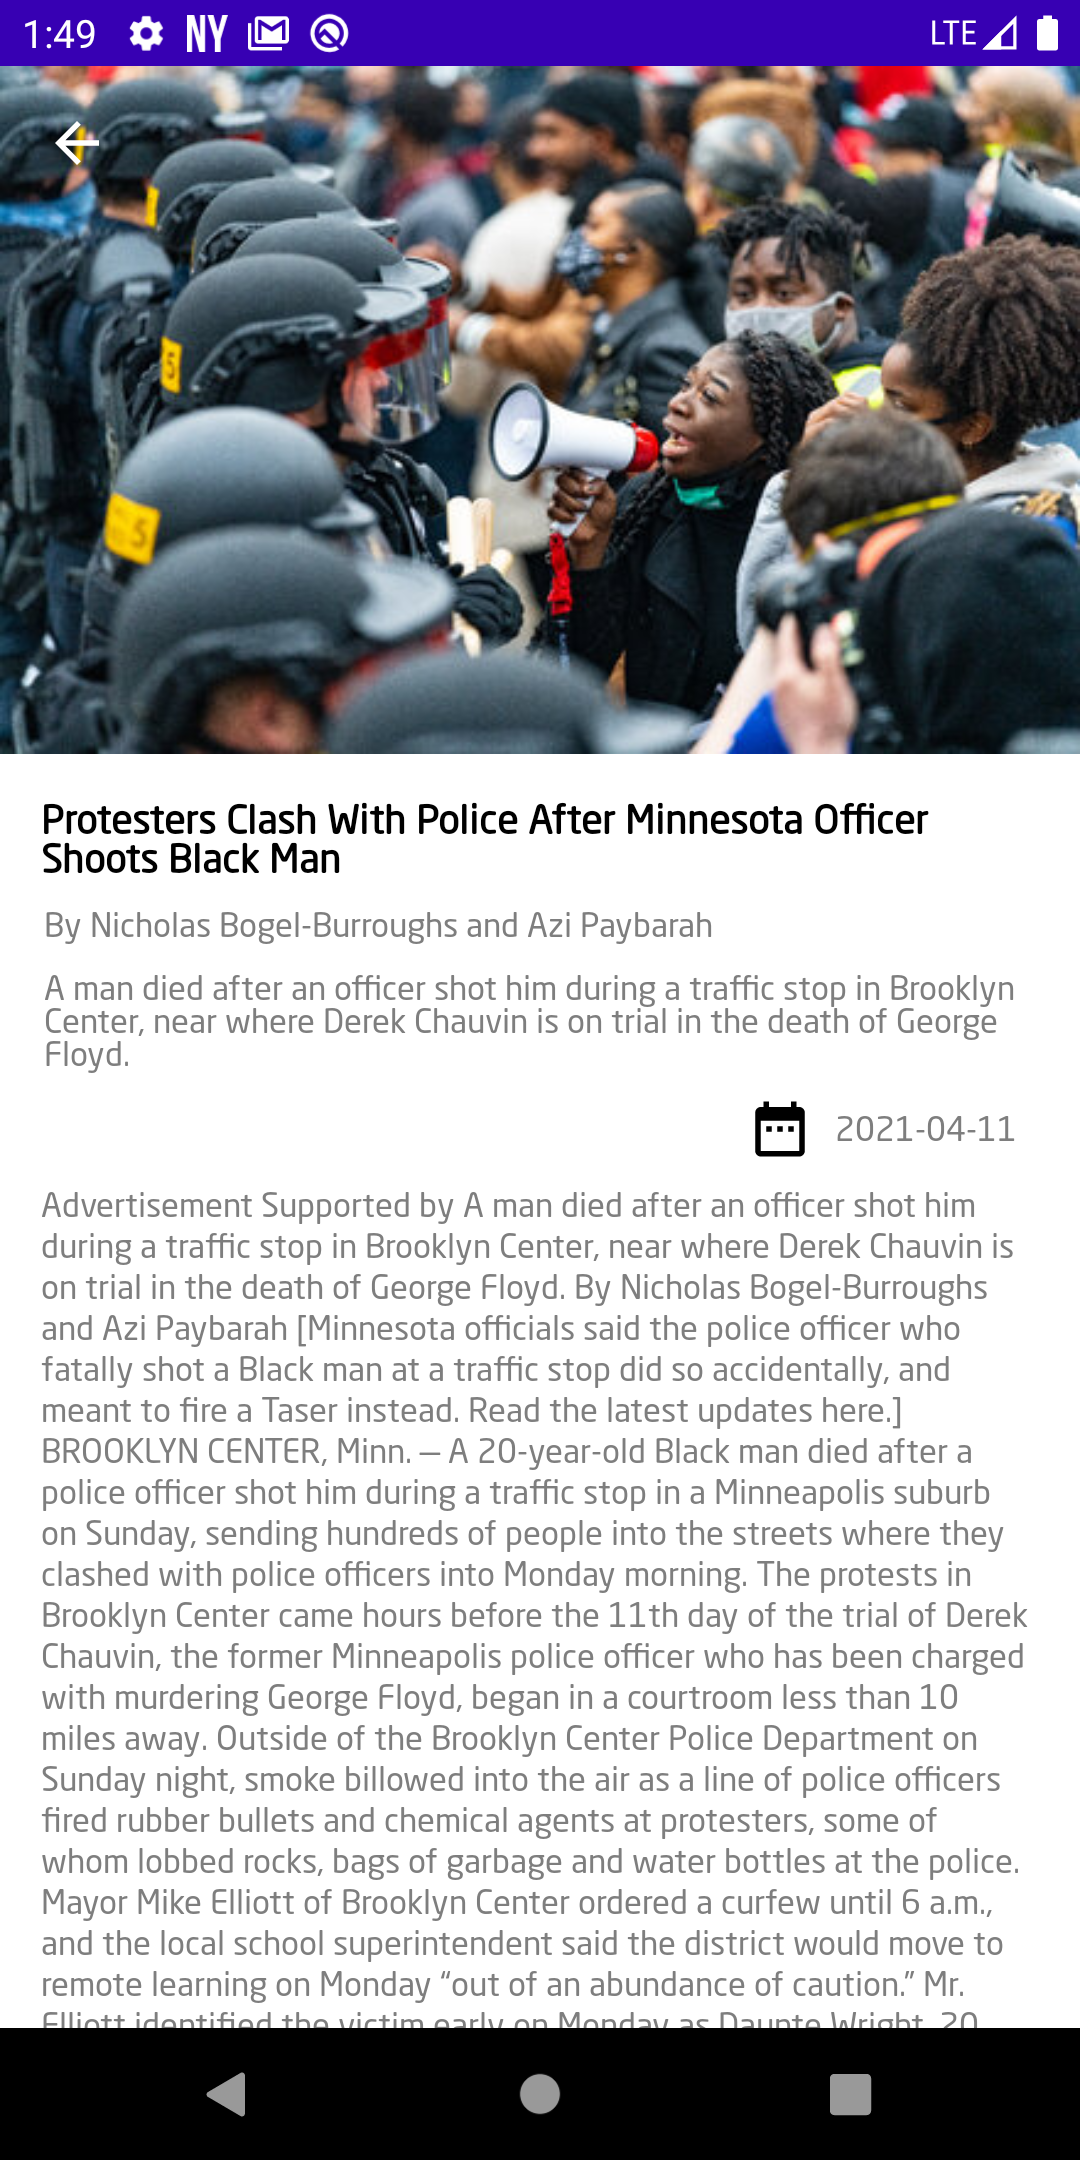 1:49 NY LTE
5
5
Protesters Clash With Police After Minnesota Officer
Shoots Black Man
By Nicholas Bogel-Burroughs and Azi Paybarah
A man died after an officer shot him during a traffic stop in Brooklyn
Center, near where Derek Chauvin is on trial in the death of George
Floyd.
2021-04-11
Advertisement Supported by A man died after an officer shot him
during a traffic stop in Brooklyn Center, near where Derek Chauvin is
on trial in the death of George Floyd. By Nicholas Bogel-Burroughs
and Azi Paybarah [Minnesota officials said the police officer who
fatally shot a Black man at a traffic stop did so accidentally, and
meant to fire a Taser instead. Read the latest updates here.]
BROOKLYN CENTER, Minn. — A 20-year-old Black man died after a
police officer shot him during a traffic stop in a Minneapolis suburb
on Sunday, sending hundreds of people into the streets where they
clashed with police officers into Monday morning. The protests in
Brooklyn Center came hours before the 11th day of the trial of Derek
Chauvin, the former Minneapolis police officer who has been charged
with murdering George Floyd, began in a courtroom less than 10
miles away. Outside of the Brooklyn Center Police Department on
Sunday night, smoke billowed into the air as a line of police officers
fired rubber bullets and chemical agents at protesters, some of
whom lobbed rocks, bags of garbage and water bottles at the police.
Mayor Mike Elliott of Brooklyn Center ordered a curfew until 6 a.m.,
and the local school superintendent said the district would move to
remote learning on Monday “out of an abundance of caution.” Mr.
Elliott identified the victim early on Monday as Daunte Wright, 20